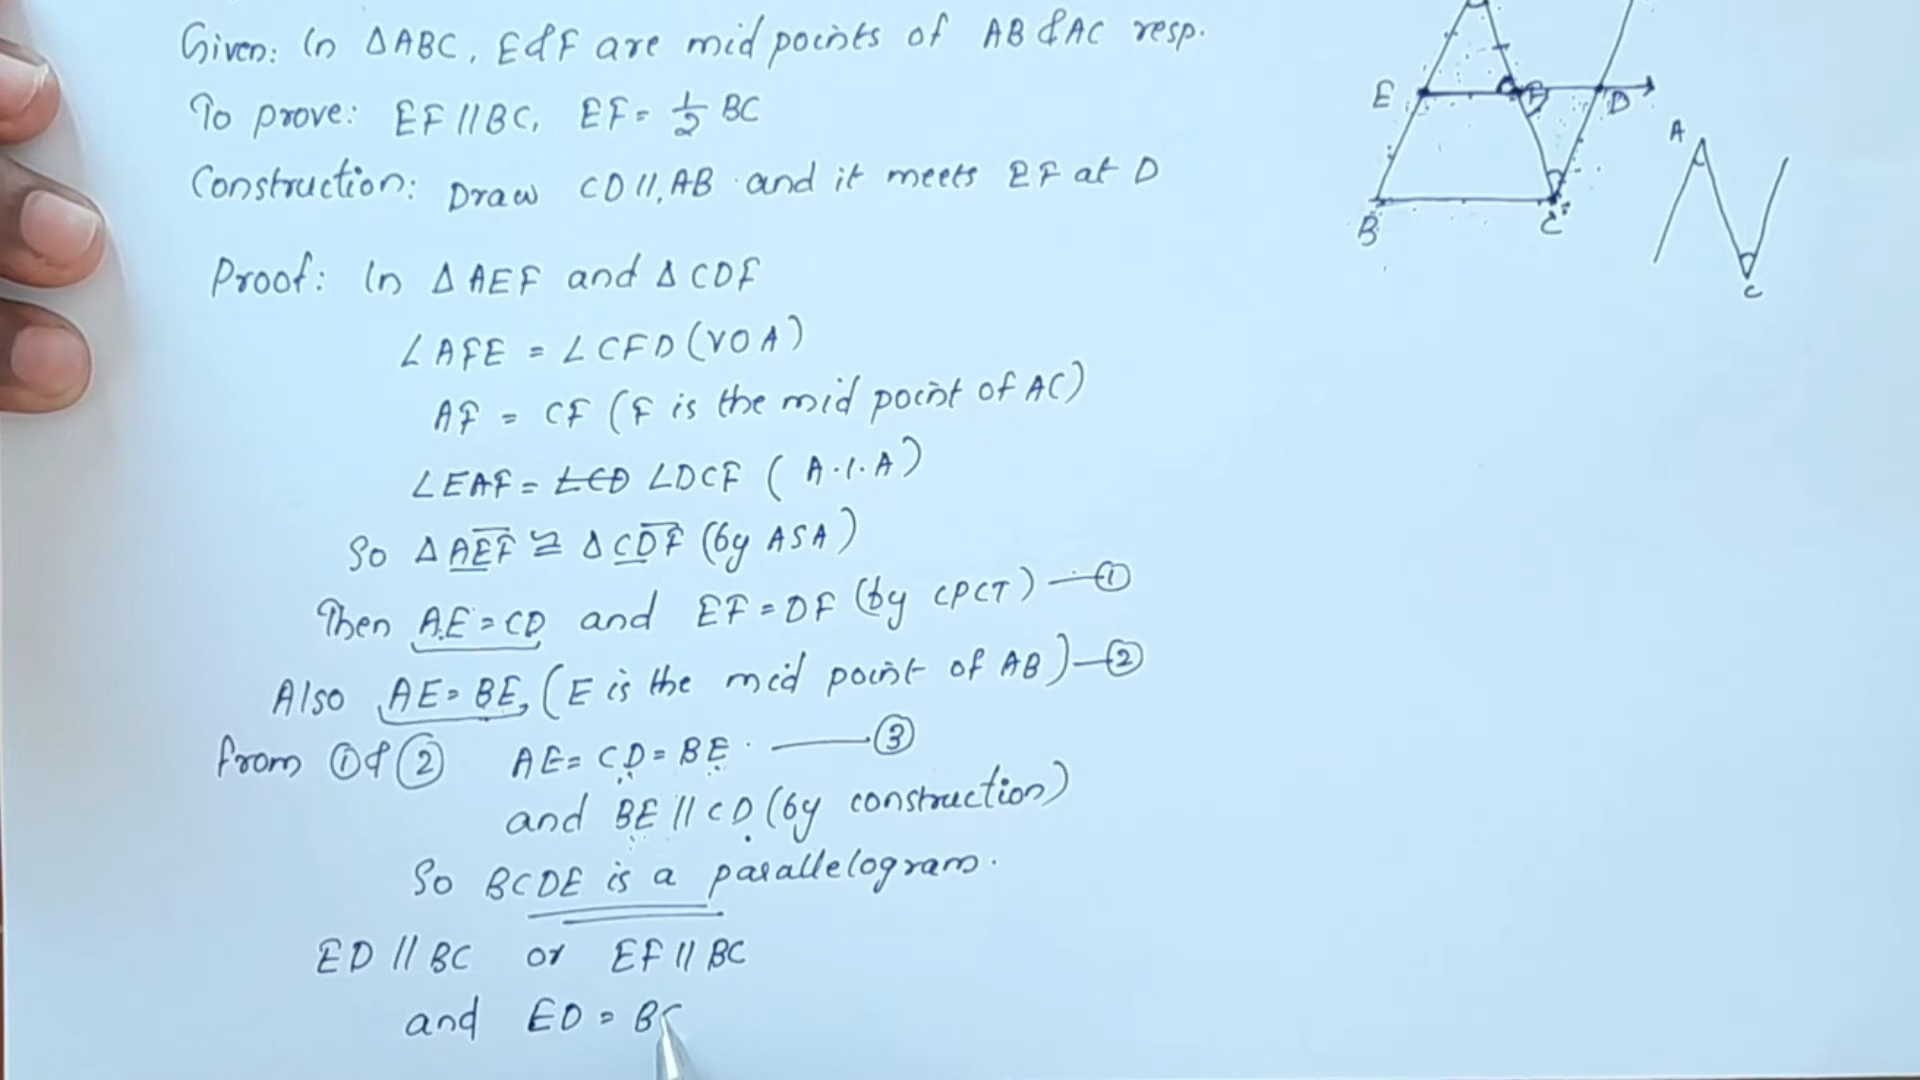 Given: In ΔABC, E & F are mid points of AB & AC resp.
To prove: EF // BC, EF = 1/2 BC
Construction: Draw CD // AB and it meets EF at D
Proof: In ΔAEF and ΔCDF
∠AFE = ∠CFD (VOA)
AF = CF (F is the mid point of AC)
∠EAF = ∠CD ∠DCF (A.I.A)
So ΔAEF ≅ ΔCDF (by ASA)
Then AE = CD and EF = DF (by CPCT) — ①
Also AE = BE, (E is the mid point of AB) — ②
from ① & ② AE = CD = BE — ③
and BE // CD (by construction)
So BCDE is a parallelogram.
ED // BC or EF // BC
and ED = BC
E F D
B C
A
C